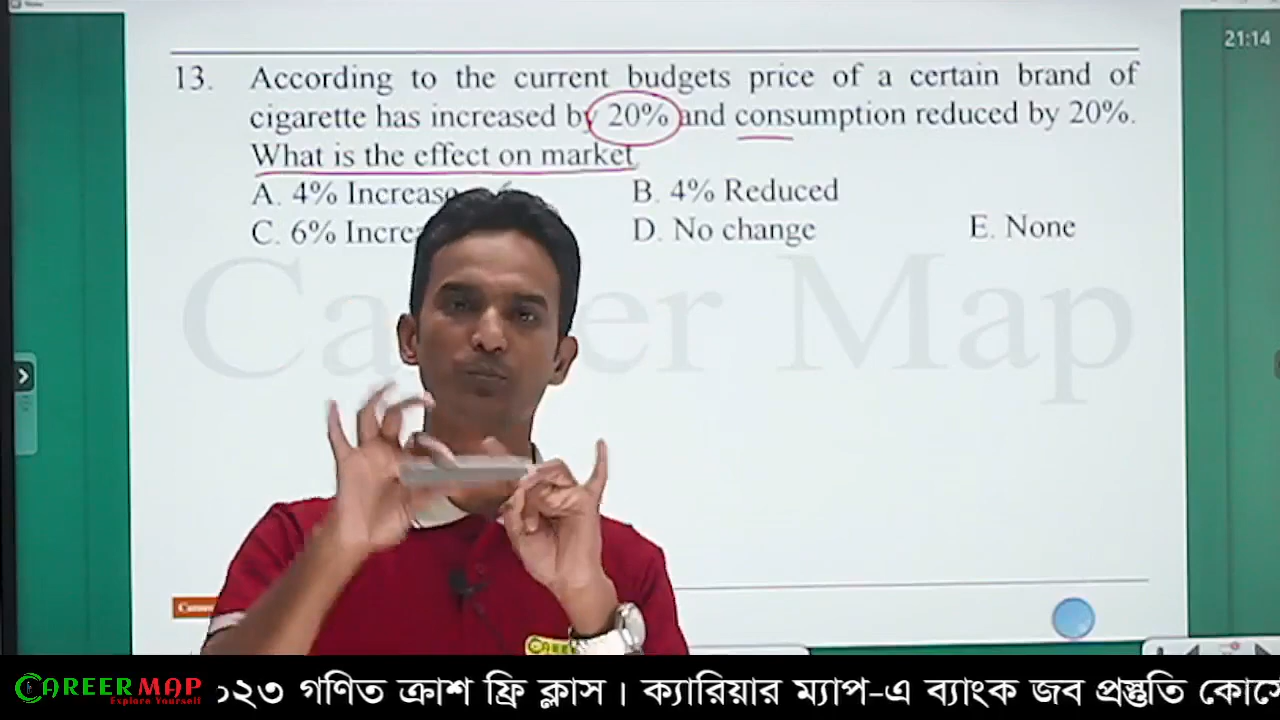 21:14
13. According to the current budgets price of a certain brand of
cigarette has increased by 20% and consumption reduced by 20%.
What is the effect on market
A. 4% Increase B. 4% Reduced
C. 6% D. No change E. None
Career Map
CAREER MAP
Explore Yourself
২০২৩ গণিত ক্রাশ ফ্রি ক্লাস। ক্যারিয়ার ম্যাপ-এ ব্যাংক জব প্রস্তুতি